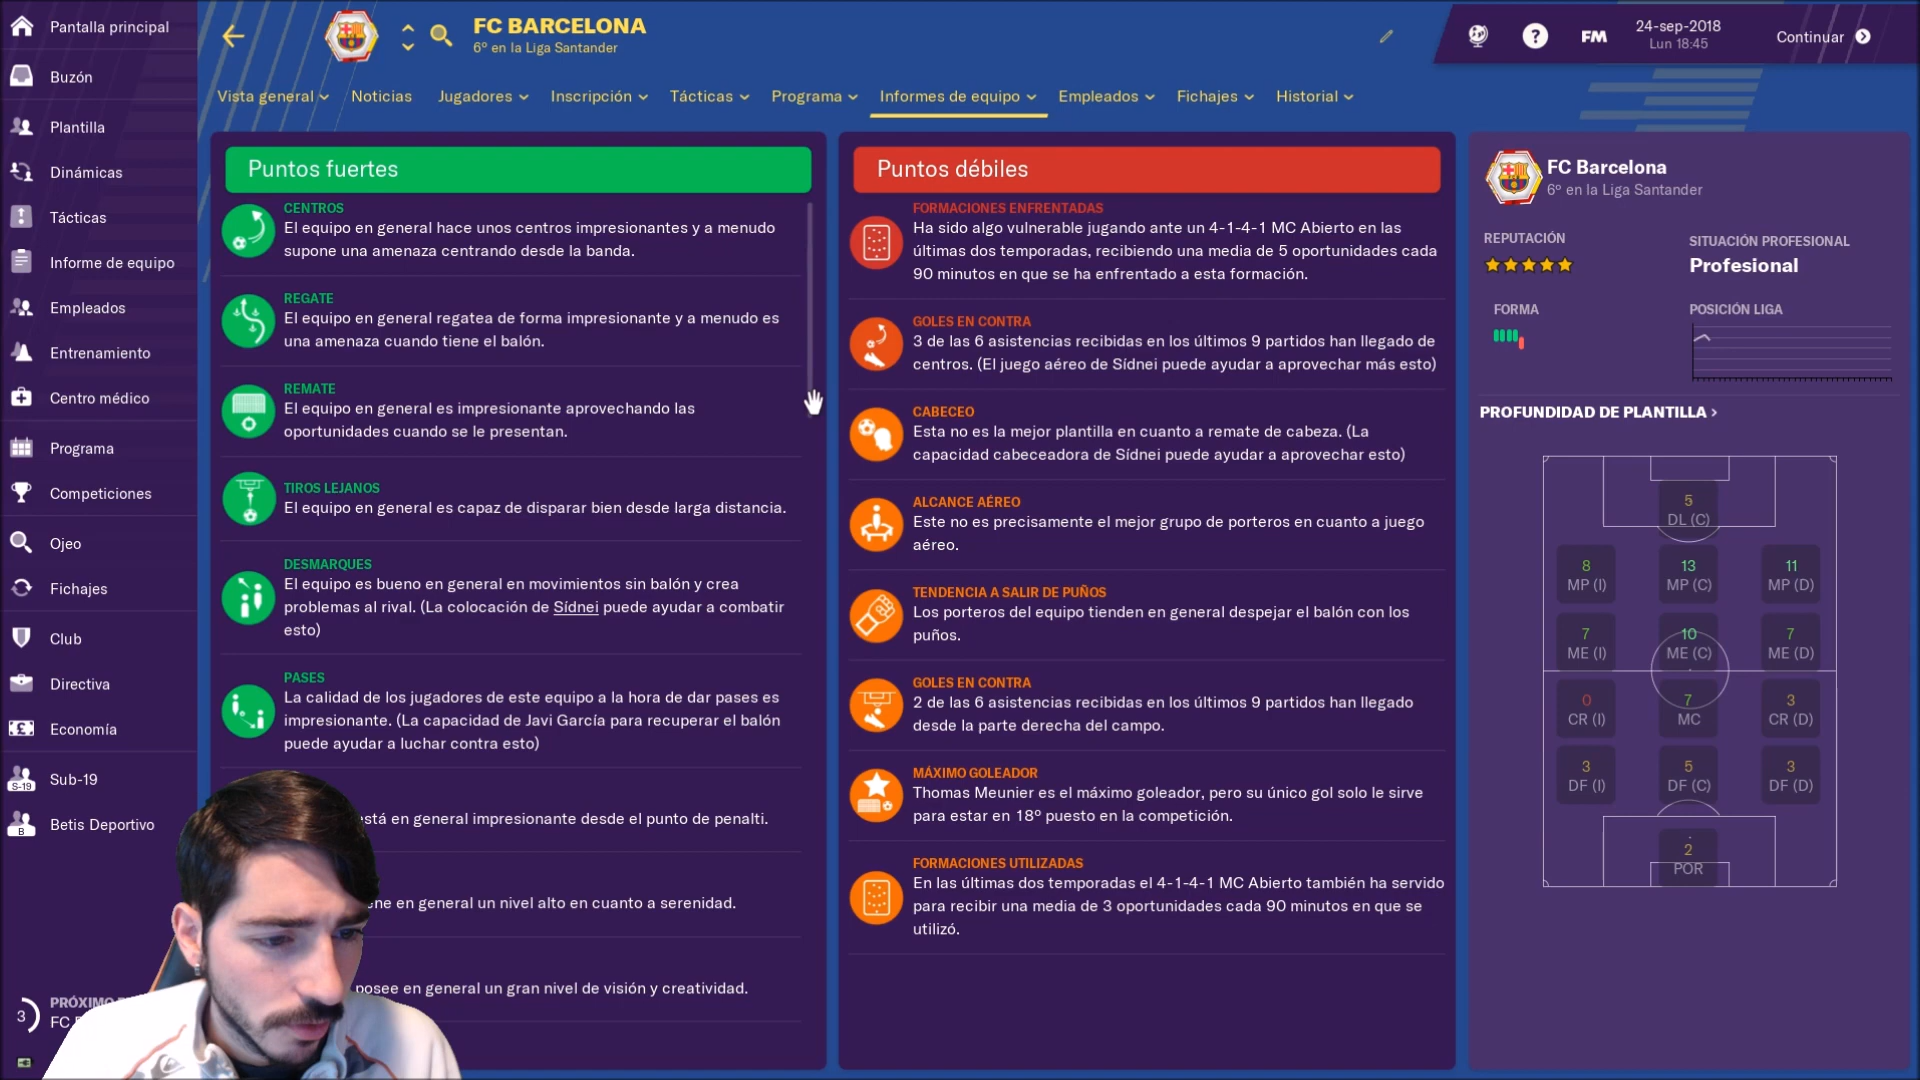 Pantalla principal
Buzón
Plantilla
Dinámicas
Tácticas
Informe de equipo
Empleados
Entrenamiento
Centro médico
Programa
Competiciones
Ojeo
Fichajes
Club
Directiva
Economía
S-19
Sub-19
B
Betis Deportivo
3
PRÓXIMO
FC
FC BARCELONA
6º en la Liga Santander
?
FM
24-sep-2018
Lun 18:45
Continuar
Vista general
Noticias
Jugadores
Inscripción
Tácticas
Programa
Informes de equipo
Empleados
Fichajes
Historial
Puntos fuertes
CENTROS
El equipo en general hace unos centros impresionantes y a menudo
supone una amenaza centrando desde la banda.
REGATE
El equipo en general regatea de forma impresionante y a menudo es
una amenaza cuando tiene el balón.
REMATE
El equipo en general es impresionante aprovechando las
oportunidades cuando se le presentan.
TIROS LEJANOS
El equipo en general es capaz de disparar bien desde larga distancia.
DESMARQUES
El equipo es bueno en general en movimientos sin balón y crea
problemas al rival. (La colocación de Sídnei puede ayudar a combatir
esto)
PASES
La calidad de los jugadores de este equipo a la hora de dar pases es
impresionante. (La capacidad de Javi García para recuperar el balón
puede ayudar a luchar contra esto)
está en general impresionante desde el punto de penalti.
en general un nivel alto en cuanto a serenidad.
posee en general un gran nivel de visión y creatividad.
Puntos débiles
FORMACIONES ENFRENTADAS
Ha sido algo vulnerable jugando ante un 4-1-4-1 MC Abierto en las
últimas dos temporadas, recibiendo una media de 5 oportunidades cada
90 minutos en que se ha enfrentado a esta formación.
GOLES EN CONTRA
3 de las 6 asistencias recibidas en los últimos 9 partidos han llegado de
centros. (El juego aéreo de Sídnei puede ayudar a aprovechar más esto)
CABECEO
Esta no es la mejor plantilla en cuanto a remate de cabeza. (La
capacidad cabeceadora de Sídnei puede ayudar a aprovechar esto)
ALCANCE AÉREO
Este no es precisamente el mejor grupo de porteros en cuanto a juego
aéreo.
TENDENCIA A SALIR DE PUÑOS
Los porteros del equipo tienden en general despejar el balón con los
puños.
GOLES EN CONTRA
2 de las 6 asistencias recibidas en los últimos 9 partidos han llegado
desde la parte derecha del campo.
MÁXIMO GOLEADOR
Thomas Meunier es el máximo goleador, pero su único gol solo le sirve
para estar en 18º puesto en la competición.
FORMACIONES UTILIZADAS
En las últimas dos temporadas el 4-1-4-1 MC Abierto también ha servido
para recibir una media de 3 oportunidades cada 90 minutos en que se
utilizó.
FC Barcelona
6º en la Liga Santander
REPUTACIÓN
SITUACIÓN PROFESIONAL
Profesional
FORMA
POSICIÓN LIGA
PROFUNDIDAD DE PLANTILLA >
5
DL (C)
8 13 11
MP (I) MP (C) MP (D)
7 10 7
ME (I) ME (C) ME (D)
0 7 3
CR (I) MC CR (D)
3 5 3
DF (I) DF (C) DF (D)
2
POR